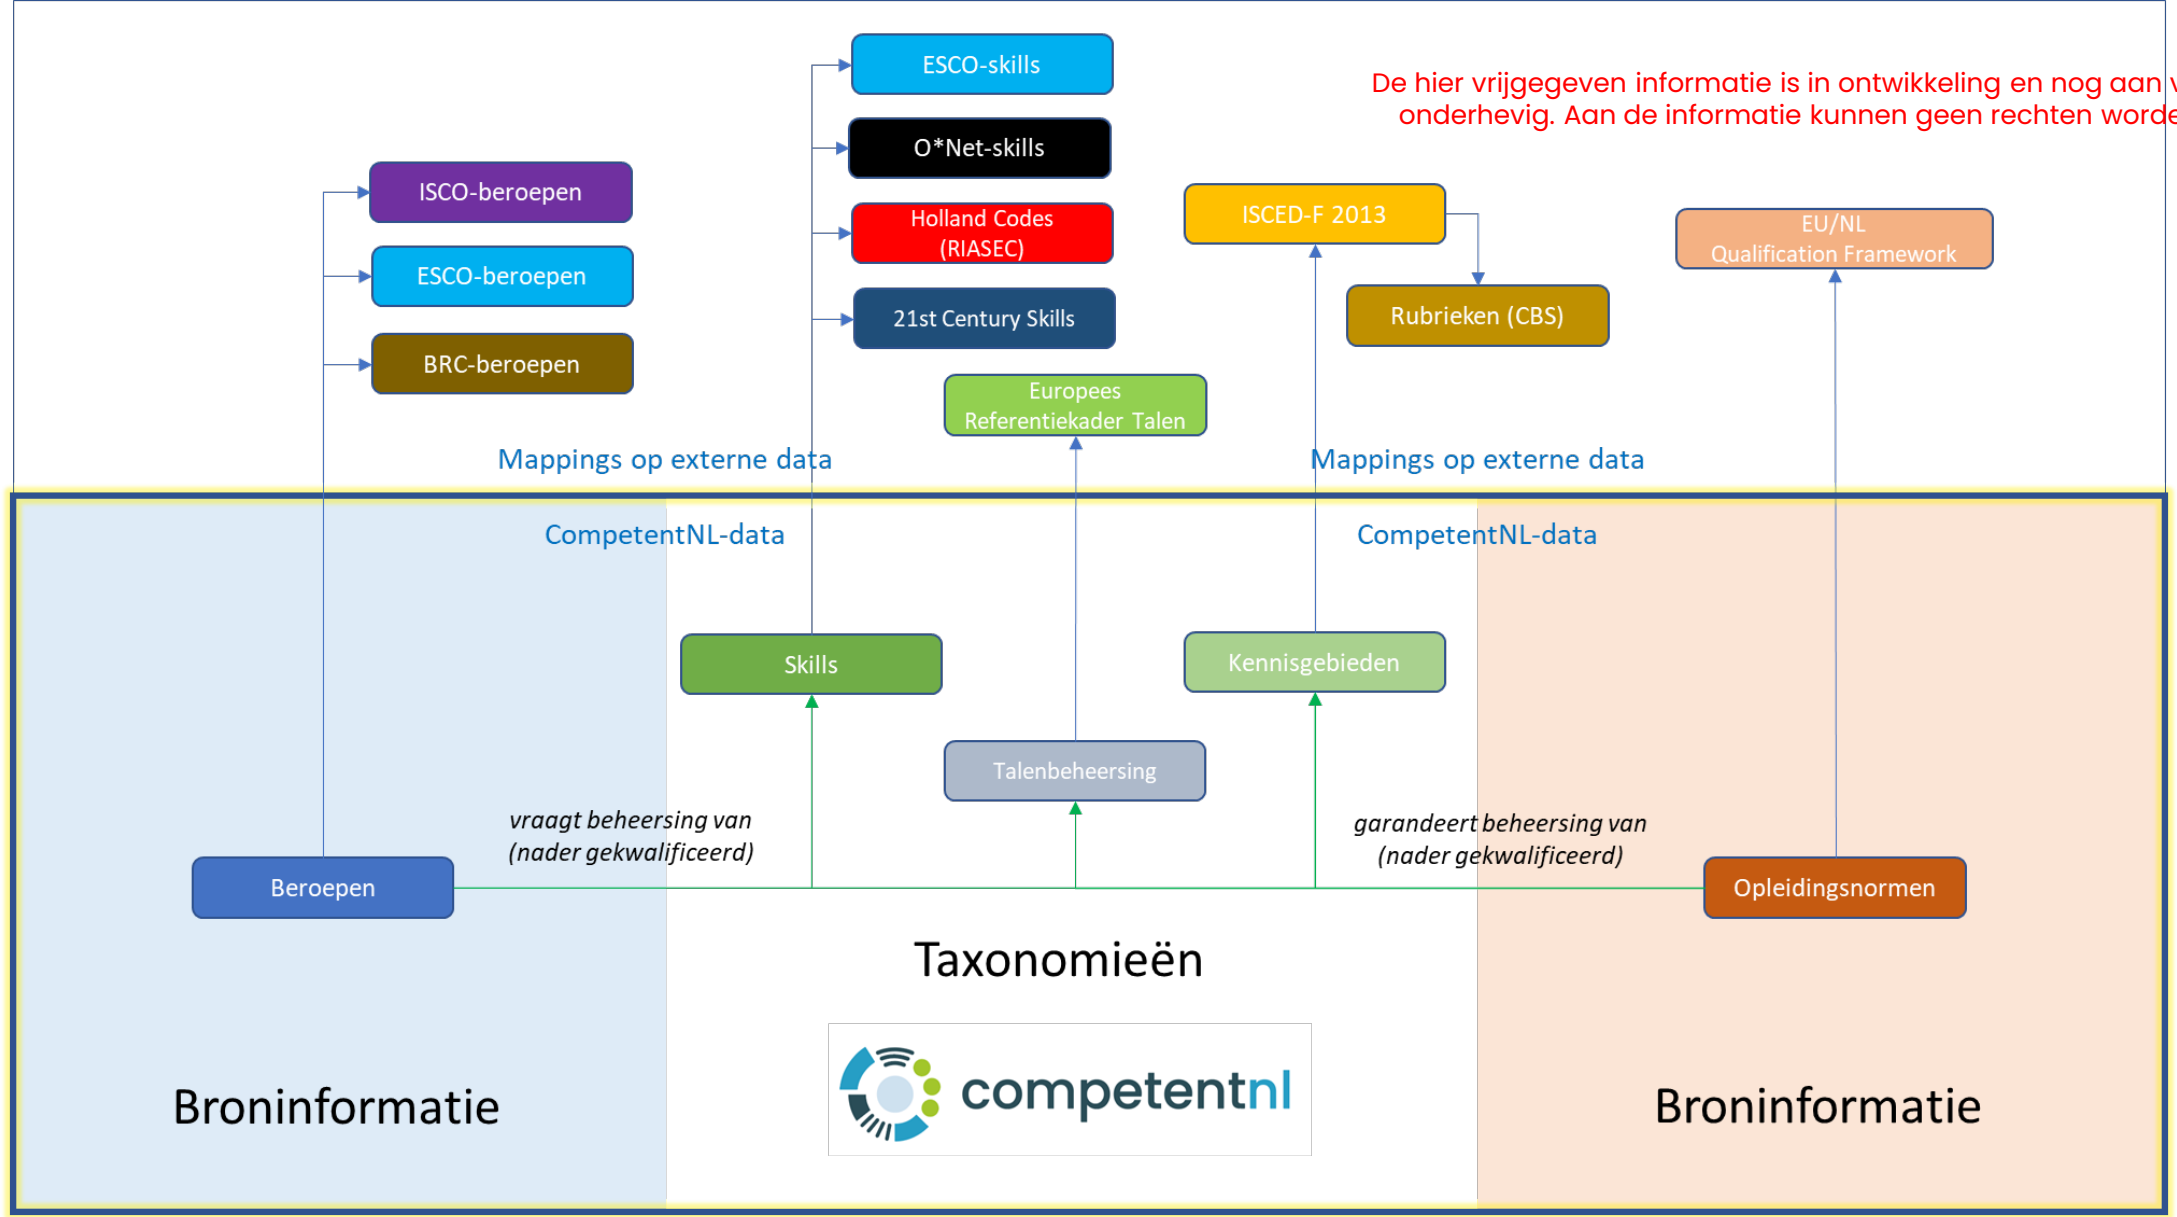 ESCO-skills
De hier vrijgegeven informatie is in ontwikkeling en nog aan
onderhevig. Aan de informatie kunnen geen rechten
O*Net-skills
ISCO-beroepen
Holland Codes
(RIASEC)
ISCED-F 2013
EU/NL
Qualification Framework
ESCO-beroepen
21st Century Skills
Rubrieken (CBS)
BRC-beroepen
Europees
Referentiekader Talen
Mappings op externe data
Mappings op externe data
CompetentNL-data
CompetentNL-data
Skills
Kennisgebieden
Talenbeheersing
vraagt beheersing van
(nader gekwalificeerd)
garandeert beheersing van
(nader gekwalificeerd)
Beroepen
Opleidingsnormen
Taxonomieën
competentnl
Broninformatie
Broninformatie